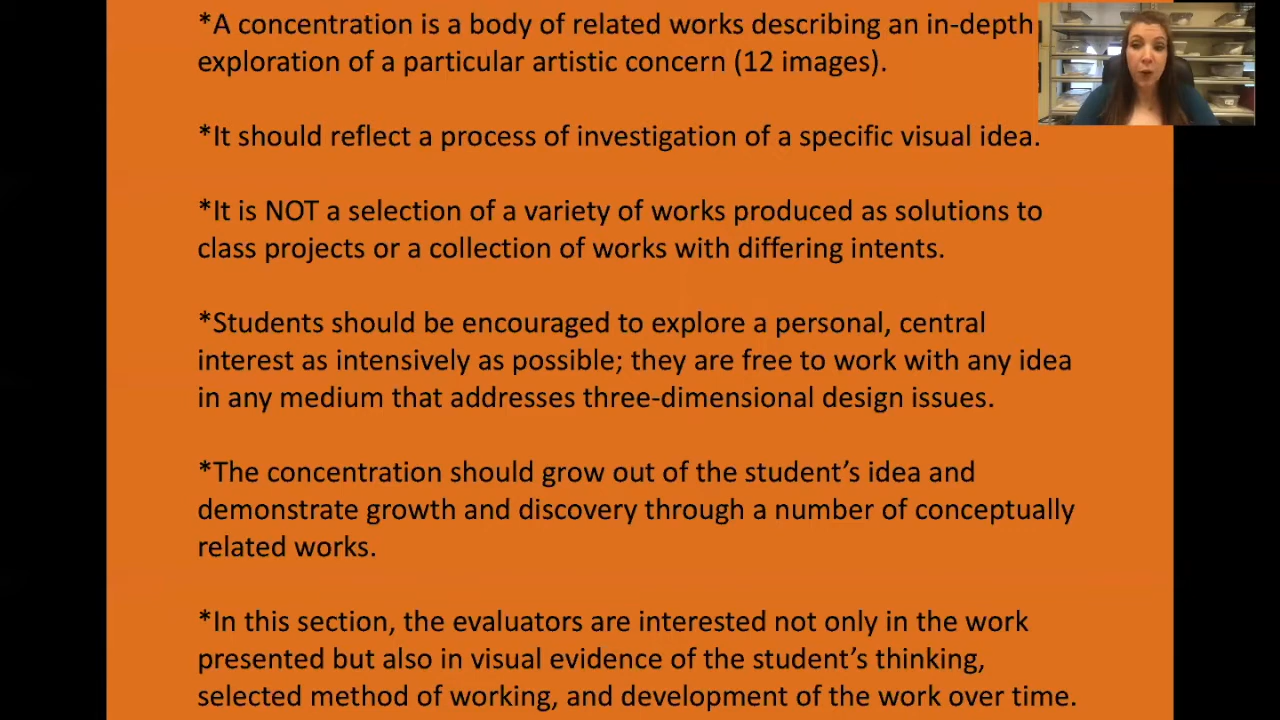 *A concentration is a body of related works describing an in-depth
exploration of a particular artistic concern (12 images).
*It should reflect a process of investigation of a specific visual idea.
*It is NOT a selection of a variety of works produced as solutions to
class projects or a collection of works with differing intents.
*Students should be encouraged to explore a personal, central
interest as intensively as possible; they are free to work with any idea
in any medium that addresses three-dimensional design issues.
*The concentration should grow out of the student’s idea and
demonstrate growth and discovery through a number of conceptually
related works.
*In this section, the evaluators are interested not only in the work
presented but also in visual evidence of the student’s thinking,
selected method of working, and development of the work over time.